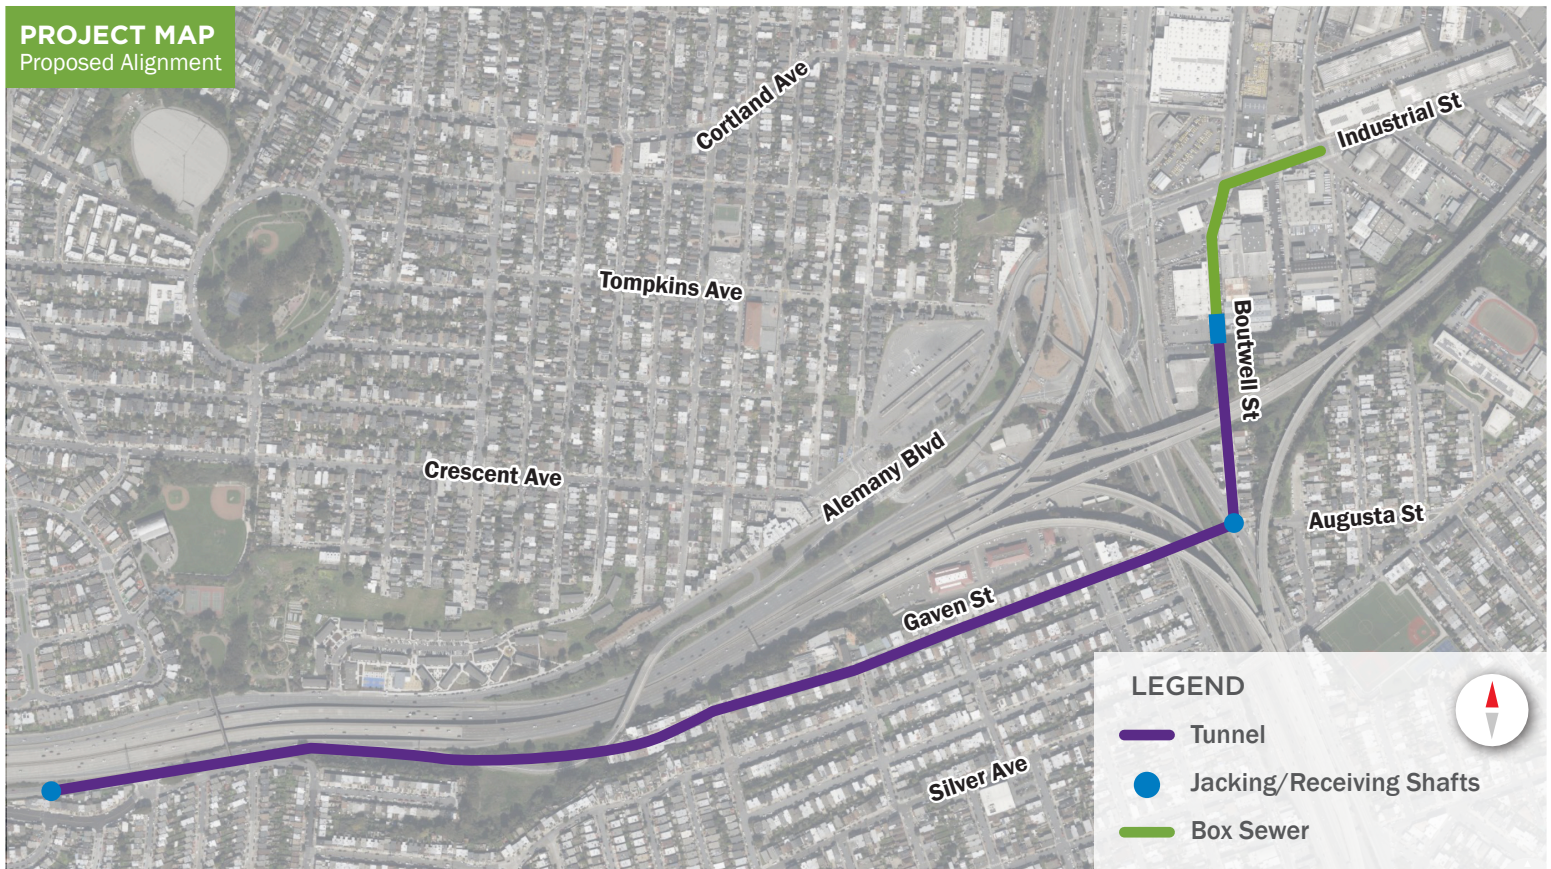 PROJECT MAP
Proposed Alignment
Cortland Ave
Industrial St
Tompkins Ave
Boutwell St
Alemany Blvd
Crescent Ave
Augusta St
Gaven St
Silver Ave
LEGEND
Tunnel
Jacking/Receiving Shafts
Box Sewer